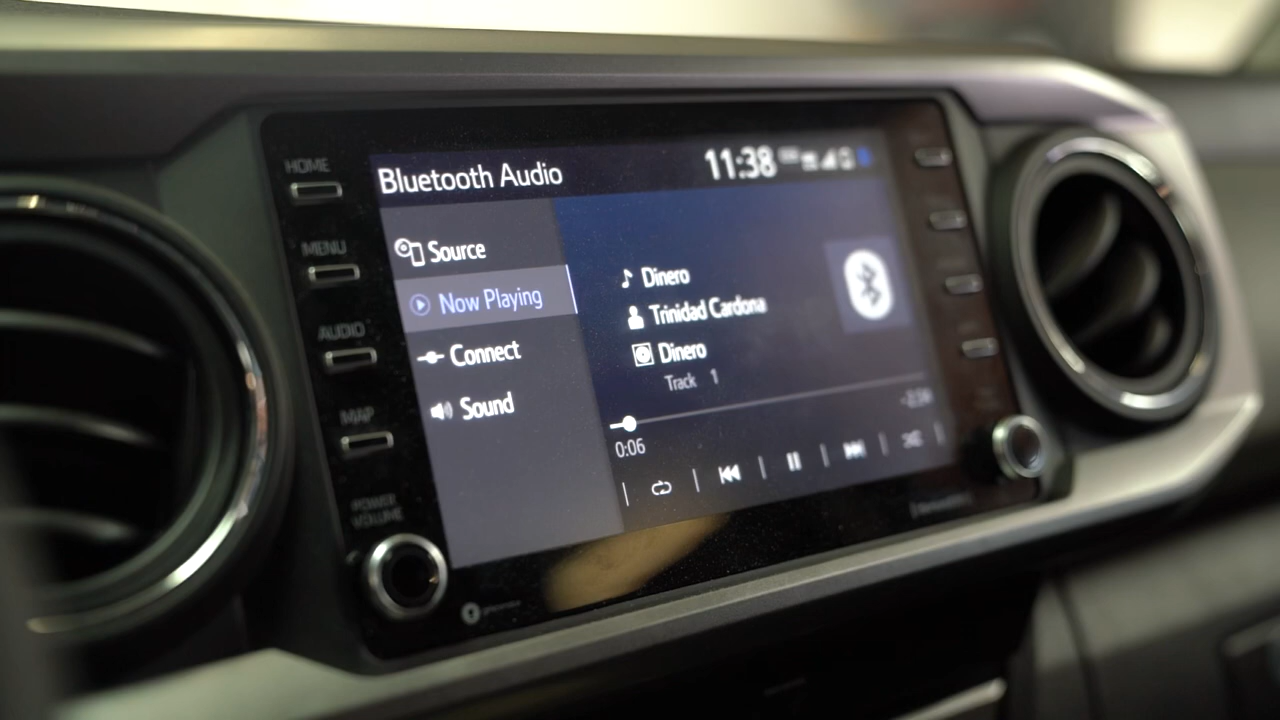 HOME
MENU
AUDIO
MAP
POWER
VOLUME
Bluetooth Audio
11:38
Source
Now Playing
Connect
Sound
Dinero
Trinidad Cardona
Dinero
Track 1
0:06